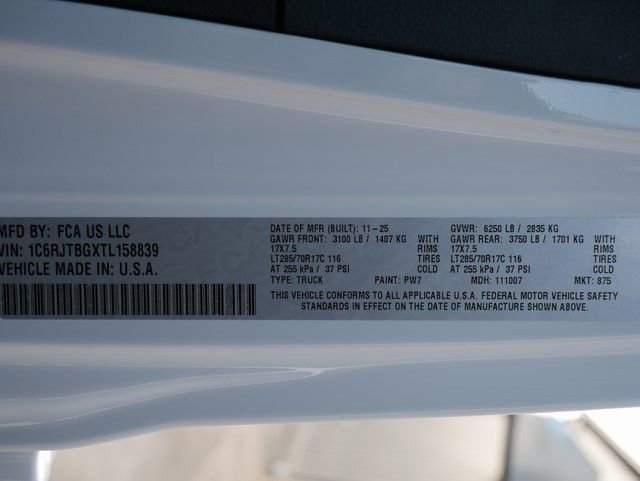 MFD BY: FCA US LLC
VIN: 1C6RJTBGXTL158839
VEHICLE MADE IN: U.S.A.
DATE OF MFR (BUILT): 11-25
GAWR FRONT: 3100 LB / 1407 KG WITH
17X7.5 RIMS
LT285/70R17C 116 TIRES
AT 255 kPa / 37 PSI COLD
TYPE: TRUCK PAINT: PW7
GVWR: 6250 LB / 2835 KG
GAWR REAR: 3750 LB / 1701 KG WITH
17X7.5 RIMS
LT285/70R17C 116 TIRES
AT 255 kPa / 37 PSI COLD
MDH: 111007 MKT: 875
THIS VEHICLE CONFORMS TO ALL APPLICABLE U.S.A. FEDERAL MOTOR VEHICLE SAFETY
STANDARDS IN EFFECT ON THE DATE OF MANUFACTURE SHOWN ABOVE.